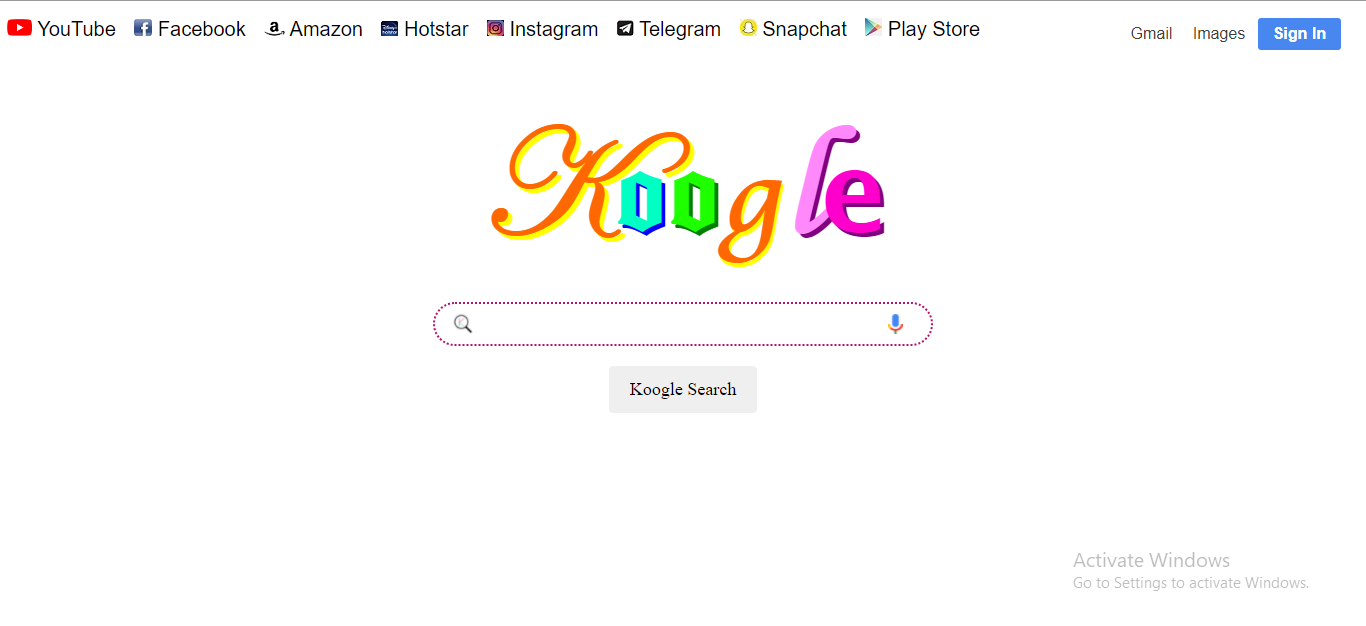 YouTube Facebook Amazon Hotstar Instagram Telegram Snapchat Play Store Gmail Images Sign In
Koogle
Koogle Search
Activate Windows
Go to Settings to activate Windows.